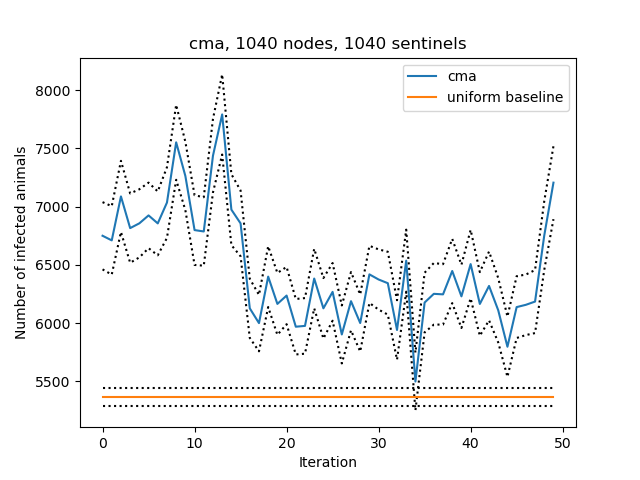 cma, 1040 nodes, 1040 sentinels
cma
uniform baseline
Number of infected animals
8000
7500
7000
6500
6000
5500
0 10 20 30 40 50
Iteration